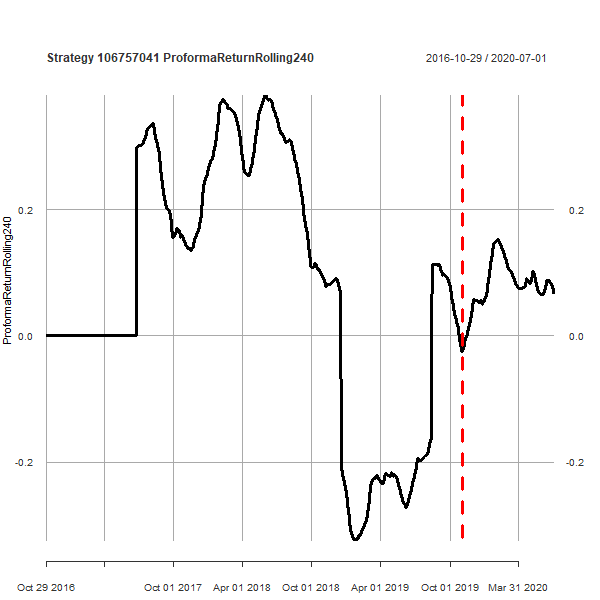 Strategy 106757041 ProformaReturnRolling240
2016-10-29 / 2020-07-01
ProformaReturnRolling240
0.2
0.2
0.0
0.0
-0.2
-0.2
Oct 29 2016
Oct 01 2017
Apr 01 2018
Oct 01 2018
Apr 01 2019
Oct 01 2019
Mar 31 2020